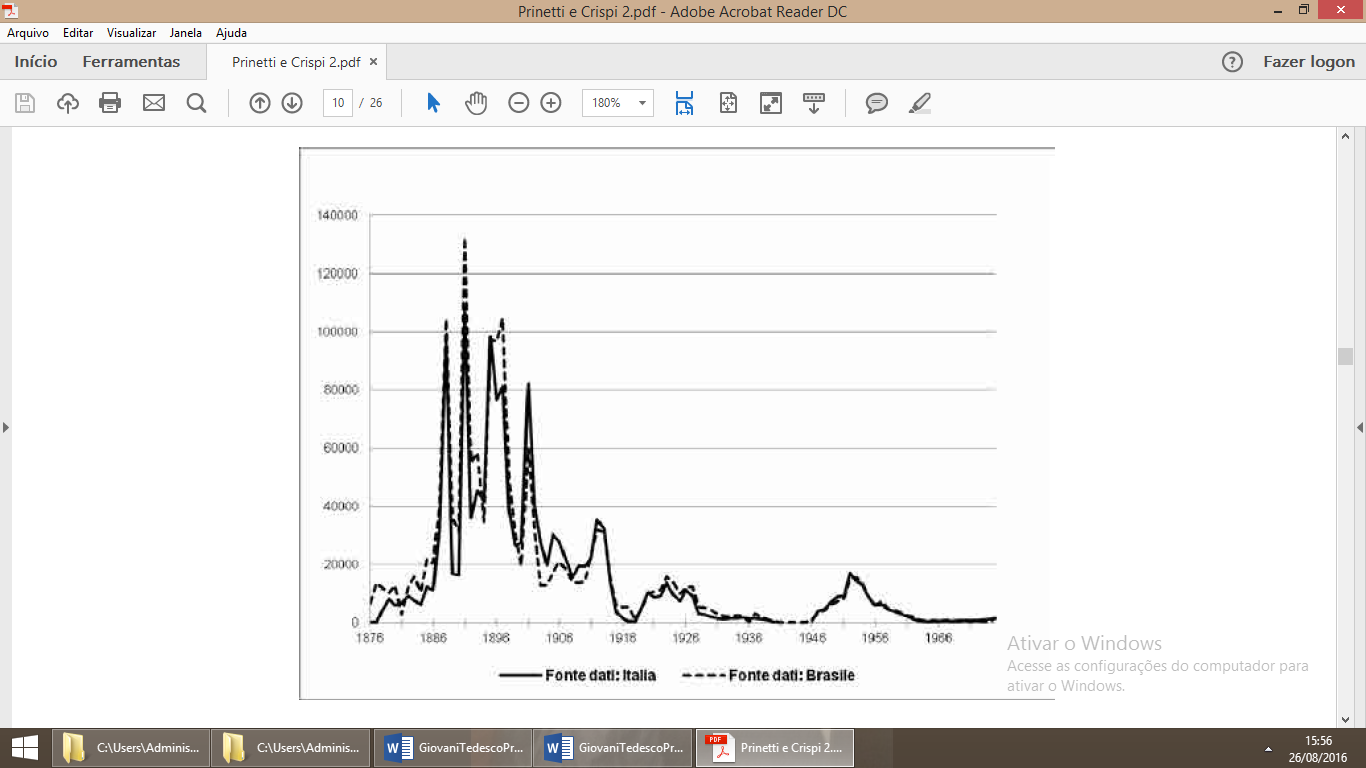 Prinetti e Crispi 2.pdf - Adobe Acrobat Reader DC
Arquivo Editar Visualizar Janela Ajuda
Início Ferramentas Prinetti e Crispi 2.pdf × Fazer logon
10 / 26 180%
140000
120000
100000
80000
60000
40000
20000
0
1876 1886 1896 1906 1916 1926 1936 1946 1956 1966
Fonte dati: Italia Fonte dati: Brasile
Ativar o Windows
Acesse as configurações do computador para
ativar o Windows.
C:\Users\Adminis... C:\Users\Adminis... GiovaniTedescoPr... GiovaniTedescoPr... Prinetti e Crispi 2....
15:56
26/08/2016